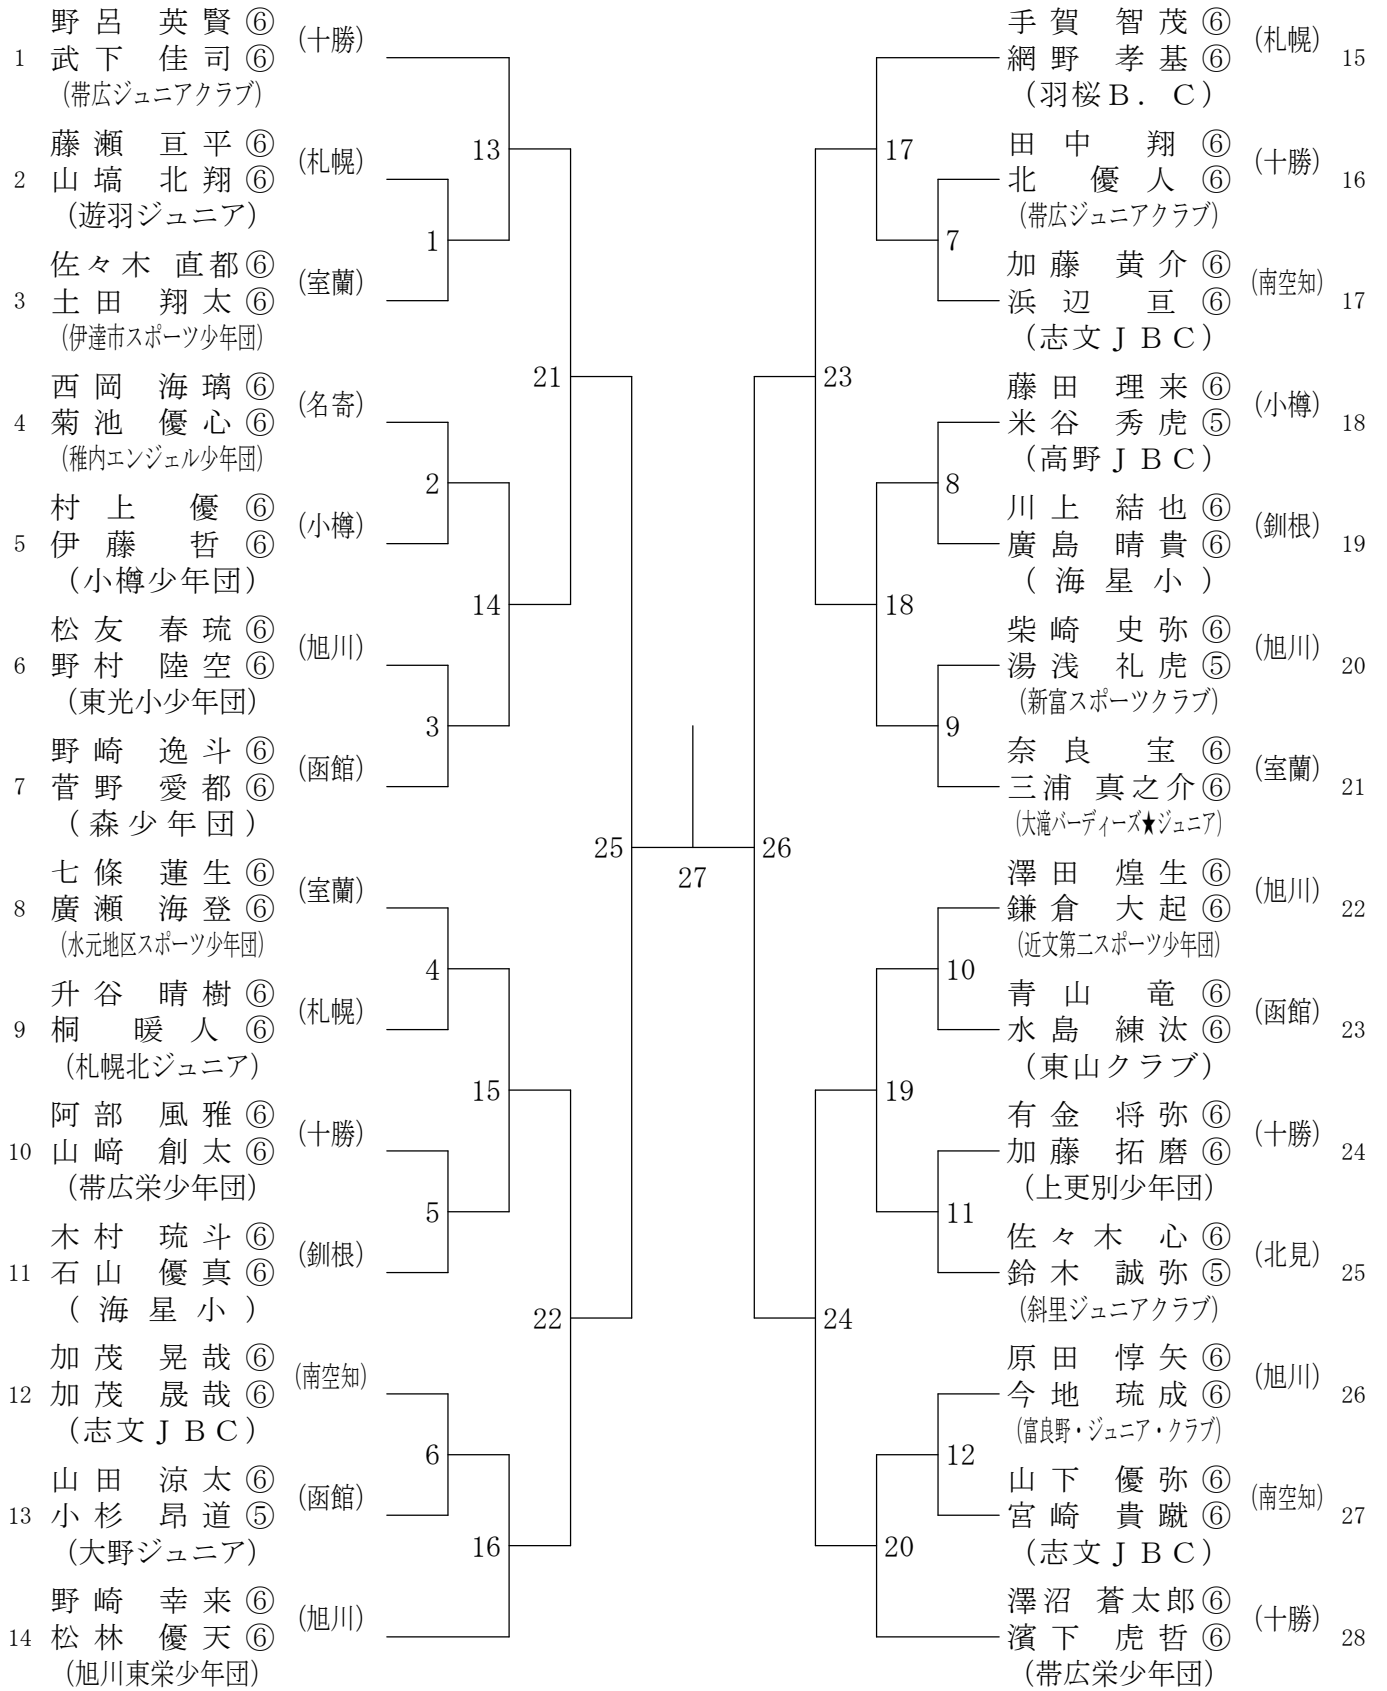 野呂 英賢⑥
(十勝)
1 武下 佳司⑥
(帯広ジュニアクラブ)
藤瀬 亘平⑥
(札幌)
2 山塙 北翔⑥
(遊羽ジュニア)
佐々木 直都⑥
(室蘭)
3 土田 翔太⑥
(伊達市スポーツ少年団)
西岡 海璃⑥
(名寄)
4 菊池 優心⑥
(稚内エンジェル少年団)
村上 優⑥
(小樽)
5 伊藤 哲⑥
(小樽少年団)
松友 春琉⑥
(旭川)
6 野村 陸空⑥
(東光小少年団)
野崎 逸斗⑥
(函館)
7 菅野 愛都⑥
(森少年団)
七條 蓮生⑥
(室蘭)
8 廣瀬 海登⑥
(水元地区スポーツ少年団)
升谷 晴樹⑥
(札幌)
9 桐 暖人⑥
(札幌北ジュニア)
阿部 風雅⑥
(十勝)
10 山﨑 創太⑥
(帯広栄少年団)
木村 琉斗⑥
(釧根)
11 石山 優真⑥
(海星小)
加茂 晃哉⑥
(南空知)
12 加茂 晟哉⑥
(志文ＪＢＣ)
山田 涼太⑥
(函館)
13 小杉 昂道⑤
(大野ジュニア)
野崎 幸来⑥
(旭川)
14 松林 優天⑥
(旭川東栄少年団)
13
1
21
2
14
3
25
4
15
5
22
6
16
27
17
7
23
8
18
9
26
10
19
11
24
12
20
手賀 智茂⑥
(札幌)
網野 孝基⑥ 15
(羽桜Ｂ．Ｃ)
田中 翔⑥
(十勝)
北 優人⑥ 16
(帯広ジュニアクラブ)
加藤 黄介⑥
(南空知)
浜辺 亘⑥ 17
(志文ＪＢＣ)
藤田 理来⑥
(小樽)
米谷 秀虎⑤ 18
(高野ＪＢＣ)
川上 結也⑥
(釧根)
廣島 晴貴⑥ 19
(海星小)
柴崎 史弥⑥
(旭川)
湯浅 礼虎⑤ 20
(新富スポーツクラブ)
奈良 宝⑥
(室蘭)
三浦 真之介⑥ 21
(大滝バーディーズ★ジュニア)
澤田 煌生⑥
(旭川)
鎌倉 大起⑥ 22
(近文第二スポーツ少年団)
青山 竜⑥
(函館)
水島 練汰⑥ 23
(東山クラブ)
有金 将弥⑥
(十勝)
加藤 拓磨⑥ 24
(上更別少年団)
佐々木 心⑥
(北見)
鈴木 誠弥⑤ 25
(斜里ジュニアクラブ)
原田 惇矢⑥
(旭川)
今地 琉成⑥ 26
(富良野・ジュニア・クラブ)
山下 優弥⑥
(南空知)
宮崎 貴蹴⑥ 27
(志文ＪＢＣ)
澤沼 蒼太郎⑥
(十勝)
濱下 虎哲⑥ 28
(帯広栄少年団)